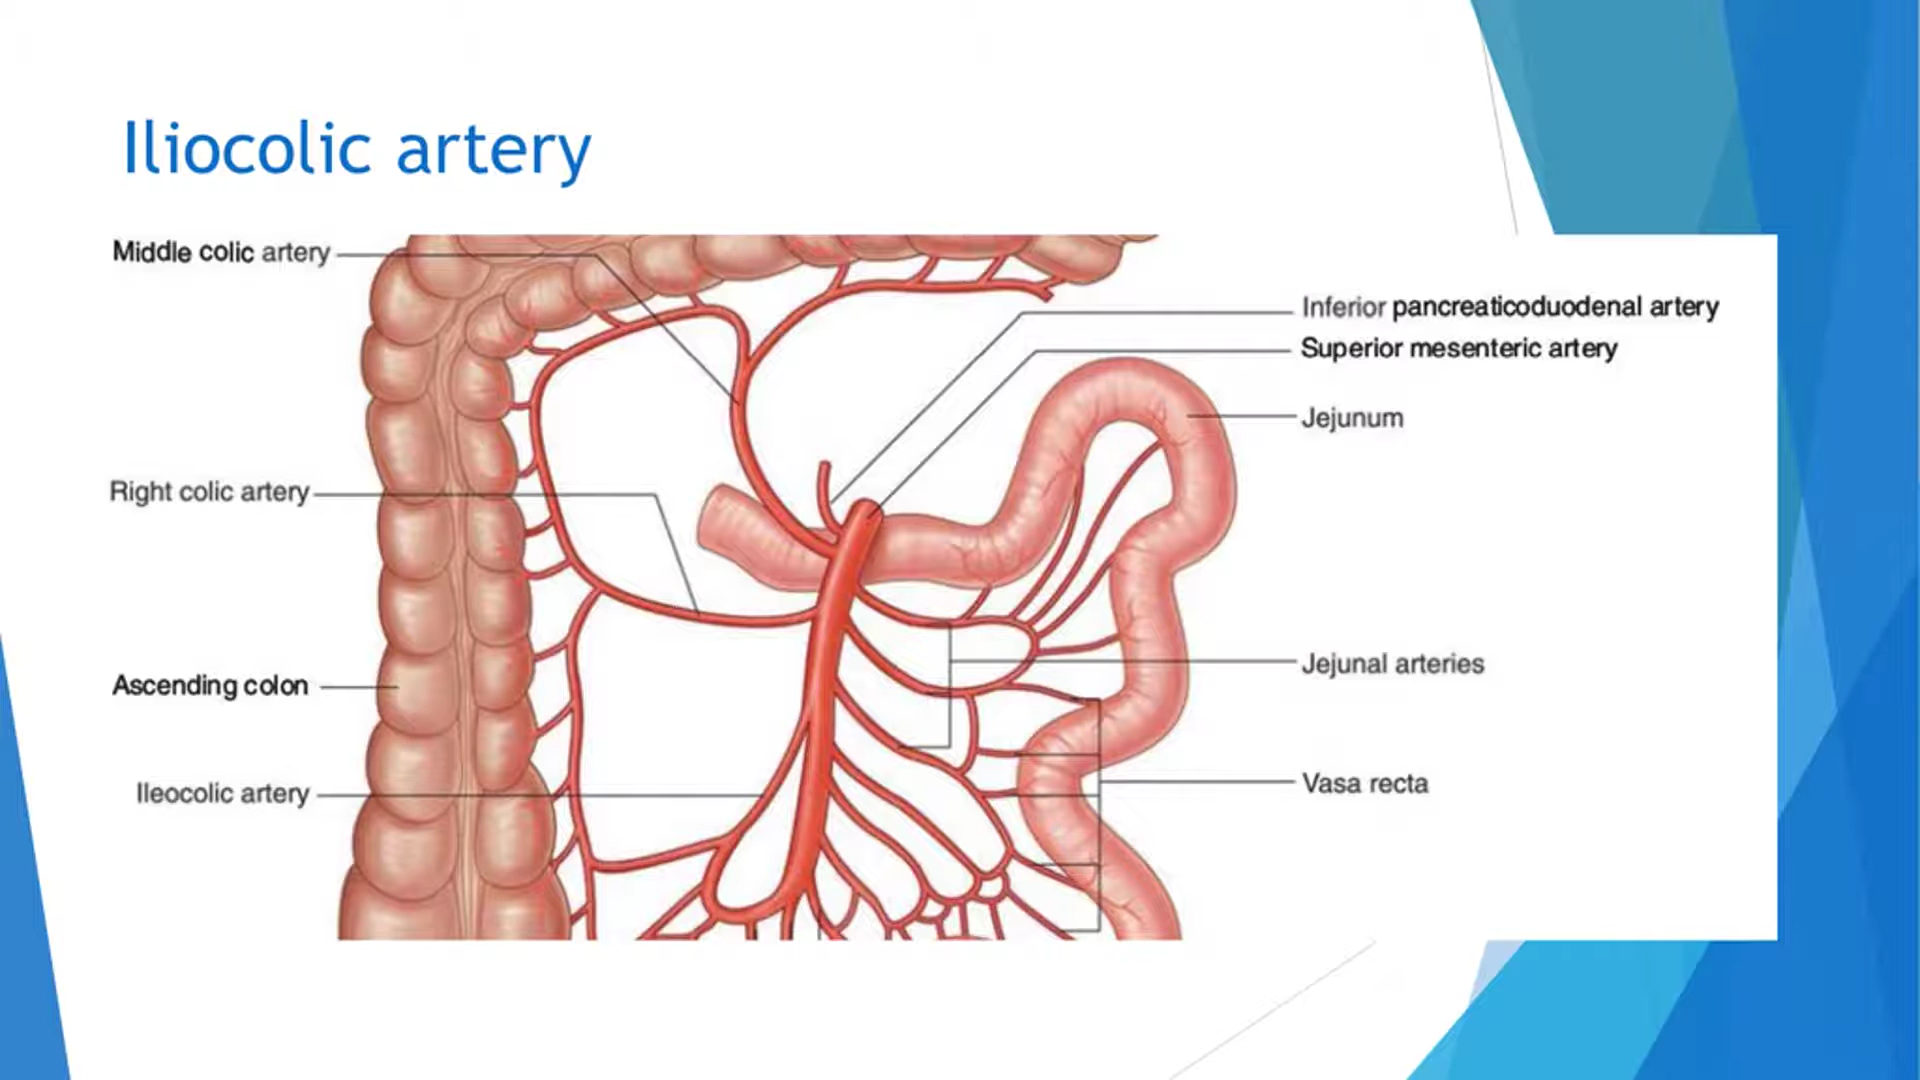 Iliocolic artery
Middle colic artery
Inferior pancreaticoduodenal artery
Superior mesenteric artery
Jejunum
Right colic artery
Jejunal arteries
Ascending colon
Vasa recta
Ileocolic artery